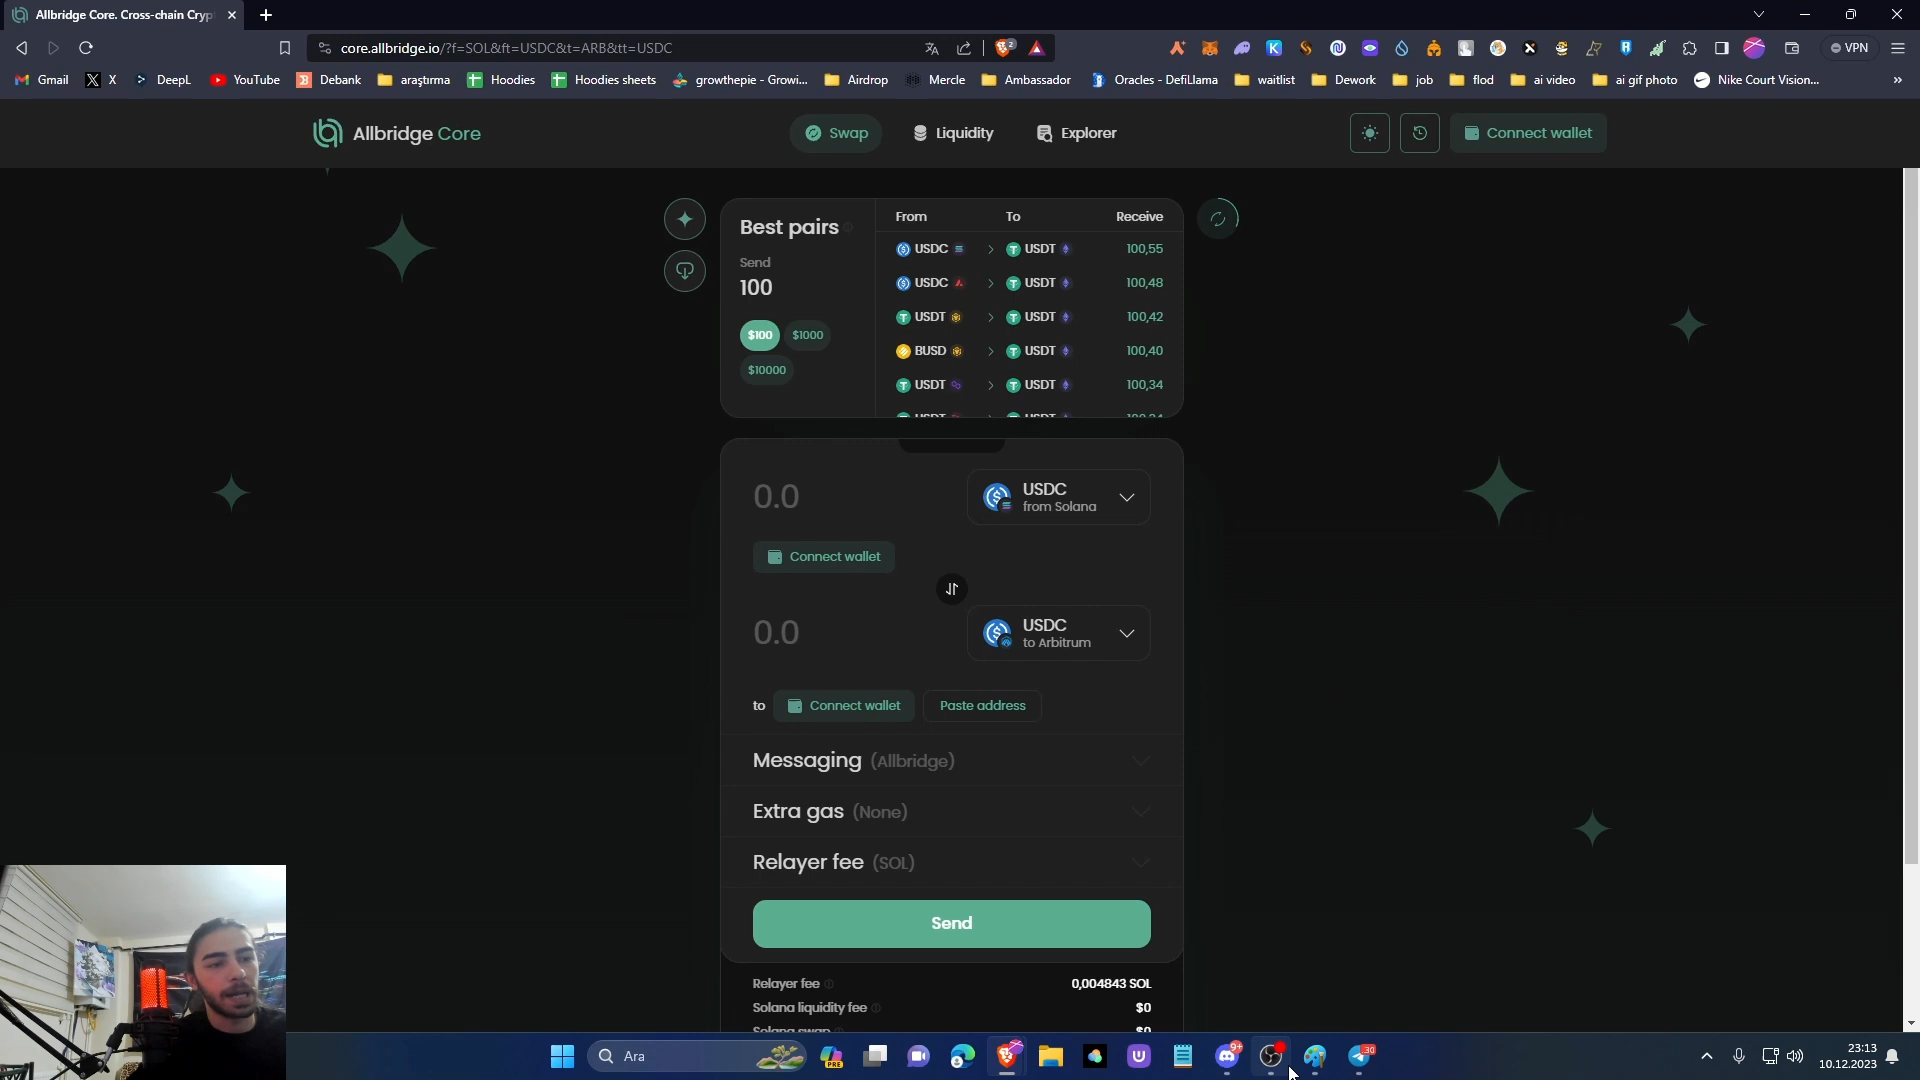 Allbridge Core. Cross-chain Cryp
core.allbridge.io/?f=SOL&ft=USDC&t=ARB&tt=USDC
2
VPN
Gmail
X
DeepL
YouTube
Debank
araştırma
Hoodies
Hoodies sheets
growthepie - Growi...
Airdrop
Mercle
Ambassador
Oracles - DefiLlama
waitlist
Dework
job
flod
ai video
ai gif photo
Nike Court Vision...
Allbridge Core
Swap
Liquidity
Explorer
Connect wallet
Best pairs
Send
100
$100
$1000
$10000
From To Receive
USDC > USDT 100,55
USDC > USDT 100,48
USDT > USDT 100,42
BUSD > USDT 100,40
USDT > USDT 100,34
0.0
USDC
from Solana
Connect wallet
0.0
USDC
to Arbitrum
to
Connect wallet
Paste address
Messaging (Allbridge)
Extra gas (None)
Relayer fee (SOL)
Send
Relayer fee 0,004843 SOL
Solana liquidity fee $0
Ara
PRE
9+
30
23:13
10.12.2023